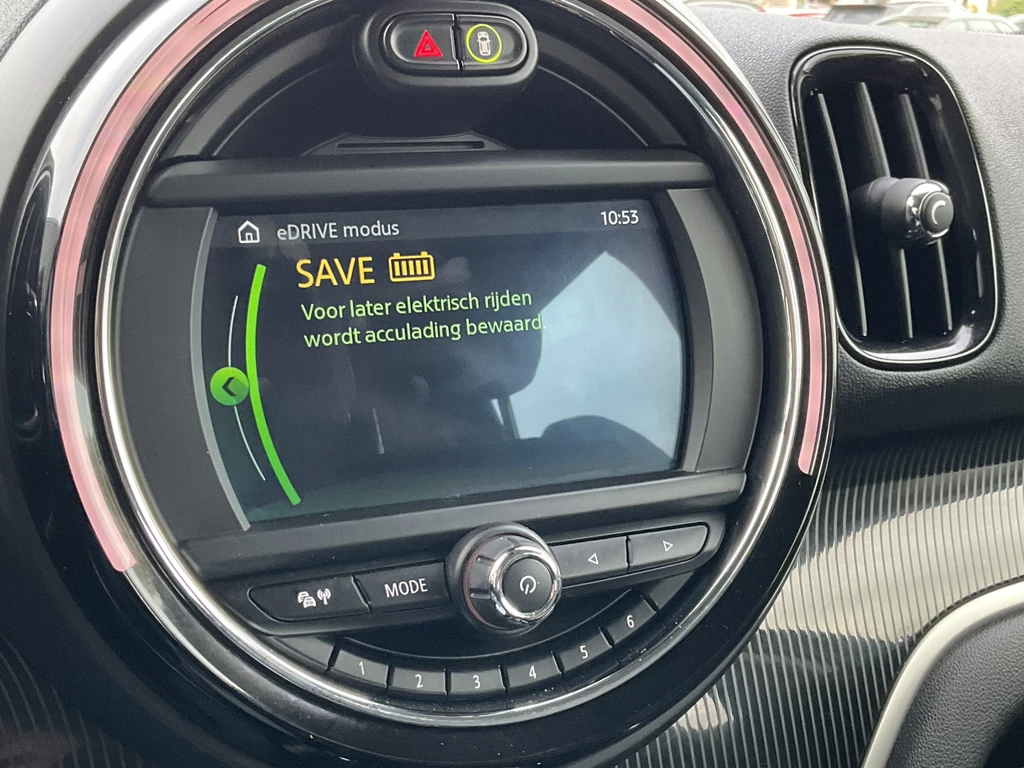 eDRIVE modus 10:53
SAVE
Voor later elektrisch rijden
wordt acculading bewaard.
MODE
1 2 3 4 5 6